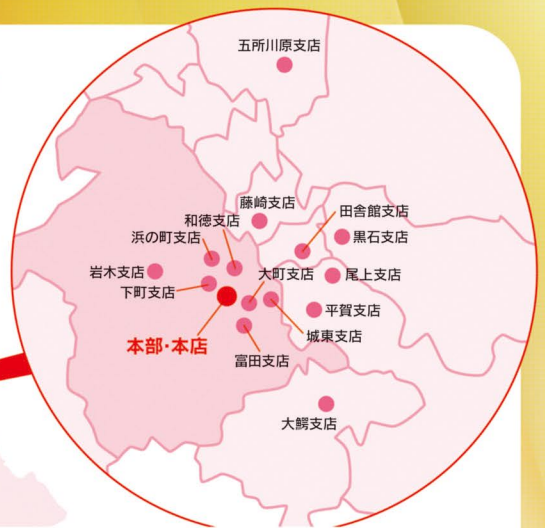 五所川原支店
藤崎支店
田舎館支店
和徳支店
浜の町支店
黒石支店
岩木支店
大町支店
尾上支店
下町支店
平賀支店
城東支店
本部・本店
富田支店
大鰐支店